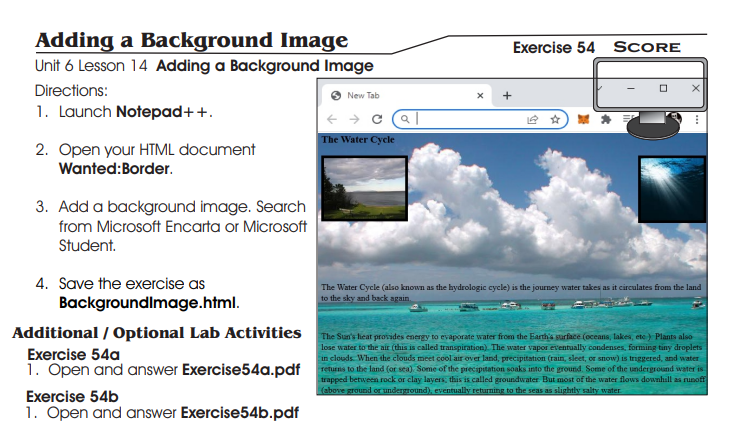 Adding a Background Image
Exercise 54 SCORE
Unit 6 Lesson 14 Adding a Background Image
Directions:
1. Launch Notepad++.
2. Open your HTML document
Wanted:Border.
3. Add a background image. Search
from Microsoft Encarta or Microsoft
Student.
4. Save the exercise as
BackgroundImage.html.
Additional / Optional Lab Activities
Exercise 54a
1. Open and answer Exercise54a.pdf
Exercise 54b
1. Open and answer Exercise54b.pdf
New Tab
The Water Cycle
The Water Cycle (also known as the hydrologic cycle) is the journey water takes as it circulates from the land
to the sky and back again.
The Sun's heat provides energy to evaporate water from the Earth's surface (oceans, lakes, etc.). Plants also
lose water to the air (this is called transpiration). The water vapor eventually condenses, forming tiny droplets
in clouds. When the clouds meet cool air over land, precipitation (rain, sleet, or snow) is triggered, and water
returns to the land (or sea). Some of the precipitation soaks into the ground. Some of the underground water is
trapped between rock or clay layers; this is called groundwater. But most of the water flows downhill as runoff
(above ground or underground), eventually returning to the seas as slightly salty water.